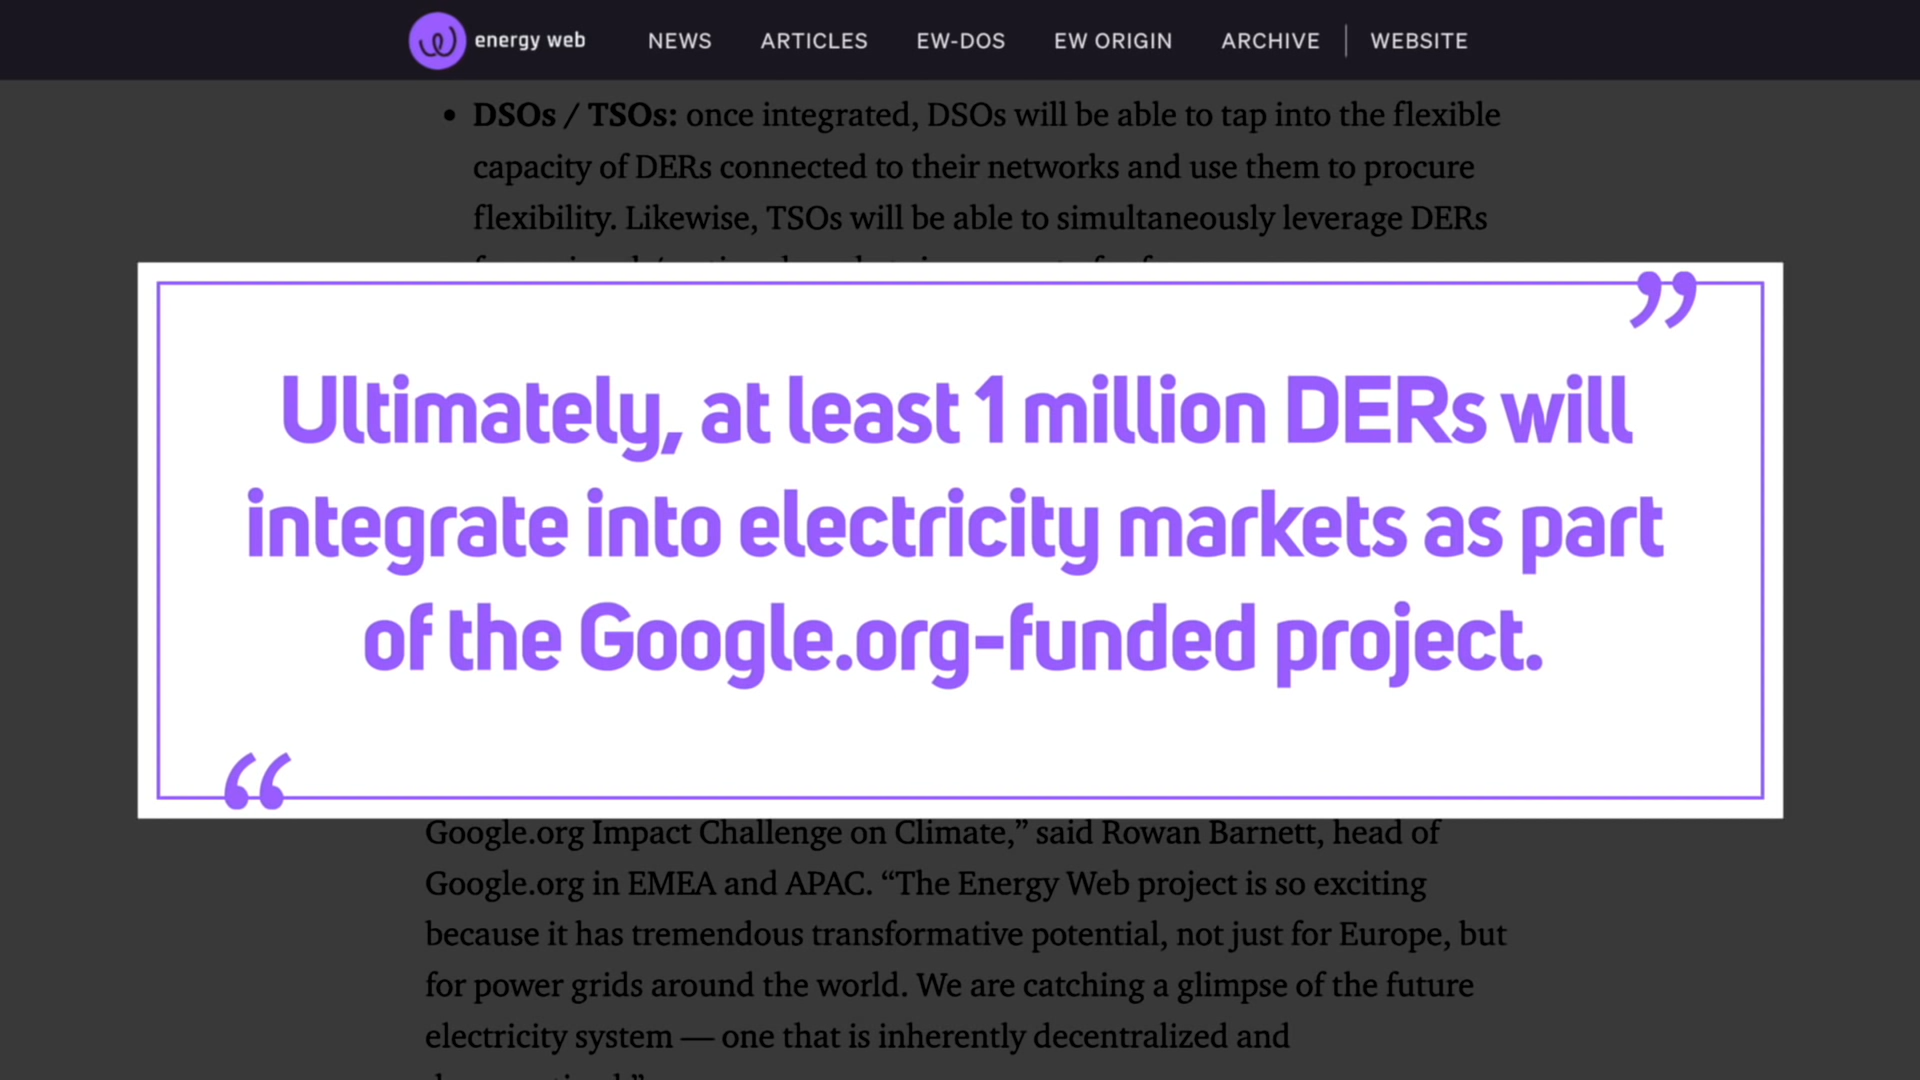 energy web NEWS ARTICLES EW-DOS EW ORIGIN ARCHIVE WEBSITE
• DSOs / TSOs: once integrated, DSOs will be able to tap into the flexible
capacity of DERs connected to their networks and use them to procure
flexibility. Likewise, TSOs will be able to simultaneously leverage DERs
”
Ultimately, at least 1 million DERs will
integrate into electricity markets as part
of the Google.org-funded project.
“
Google.org Impact Challenge on Climate,” said Rowan Barnett, head of
Google.org in EMEA and APAC. “The Energy Web project is so exciting
because it has tremendous transformative potential, not just for Europe, but
for power grids around the world. We are catching a glimpse of the future
electricity system — one that is inherently decentralized and